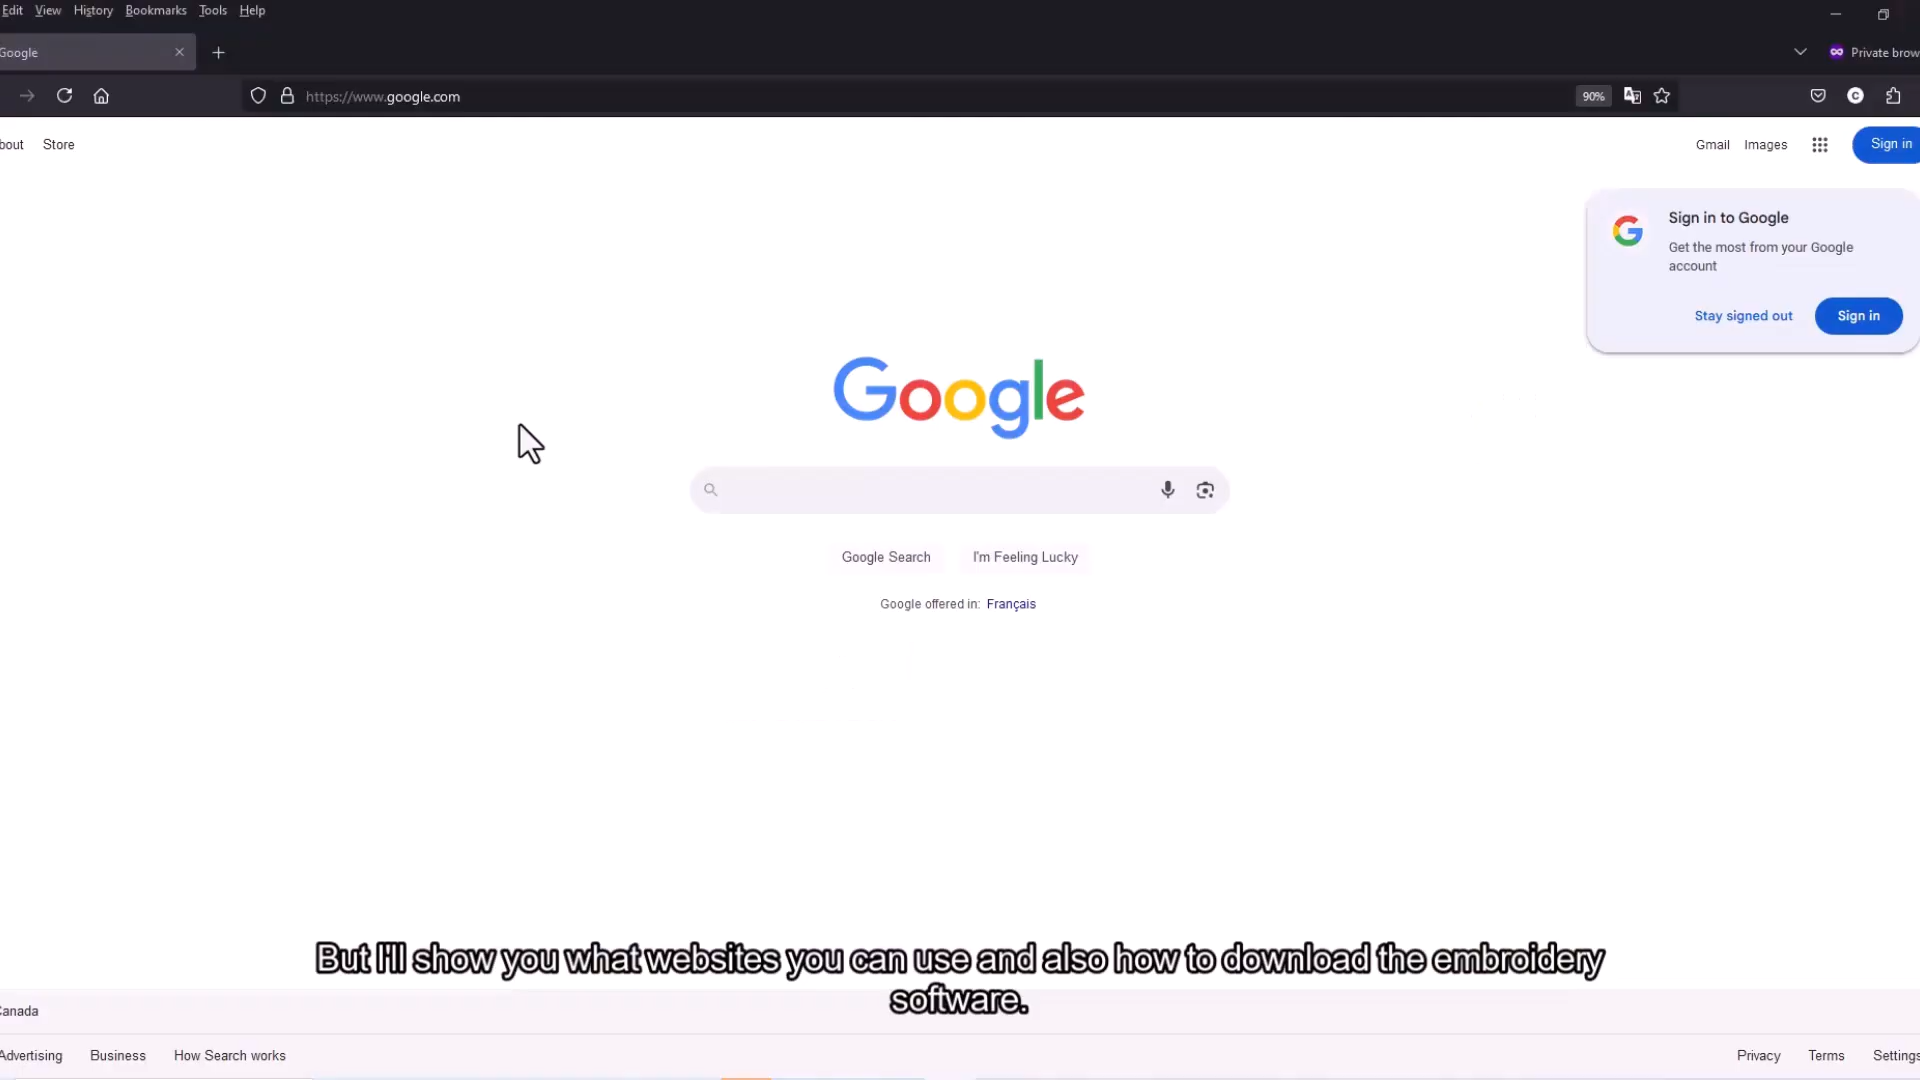 Edit View History Bookmarks Tools Help
Google
Private brow
https://www.google.com
90%
bout Store
Gmail Images
Sign in
Sign in to Google
Get the most from your Google
account
Stay signed out Sign in
Google
Google Search I'm Feeling Lucky
Google offered in: Français
But I'll show you what websites you can use and also how to download the embroidery
software.
Canada
Advertising Business How Search works
Privacy Terms Settings